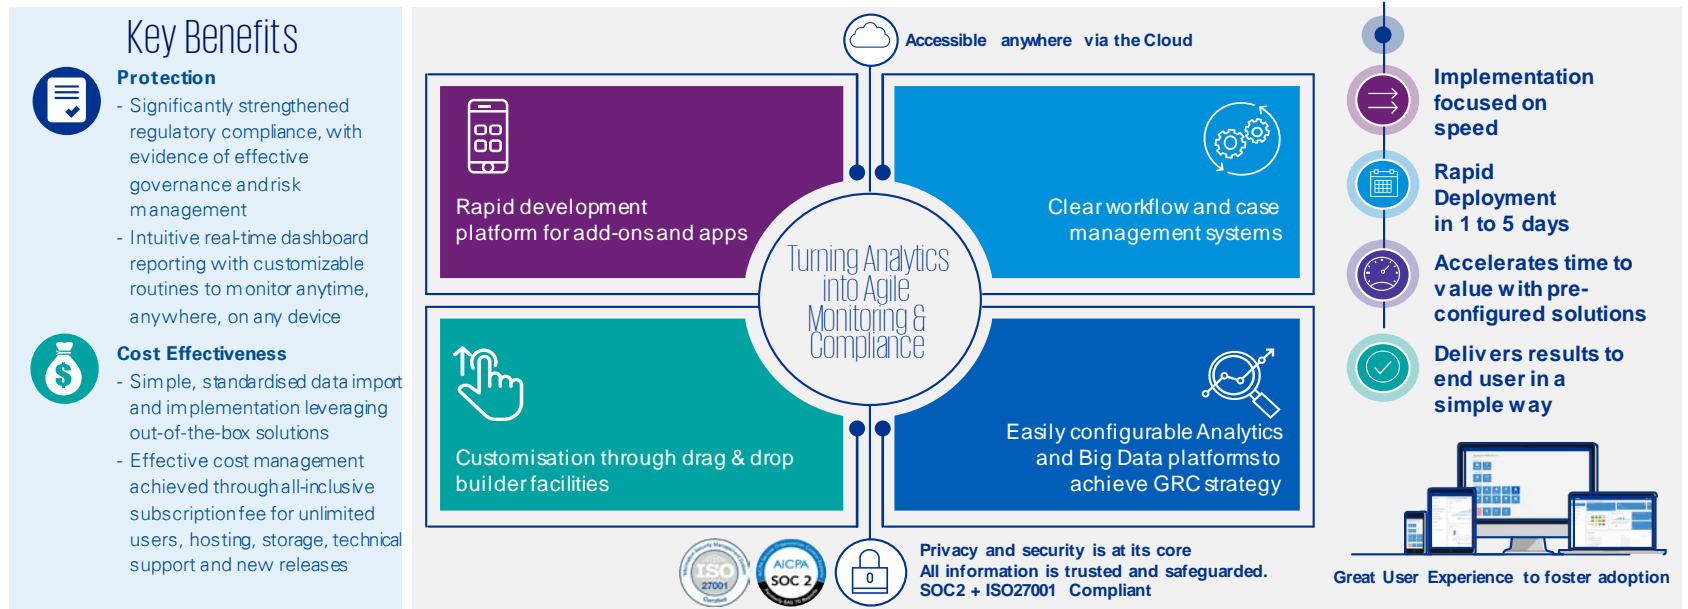 Key Benefits
Protection
- Significantly strengthened
regulatory compliance, with
evidence of effective
governance and risk
management
- Intuitive real-time dashboard
reporting with customizable
routines to monitor anytime,
anywhere, on any device
Cost Effectiveness
- Simple, standardised data import
and implementation leveraging
out-of-the-box solutions
- Effective cost management
achieved through all-inclusive
subscription fee for unlimited
users, hosting, storage, technical
support and new releases
Accessible anywhere via the Cloud
Rapid development
platform for add-ons and apps
Clear workflow and case
management systems
Turning Analytics
into Agile
Monitoring &
Compliance
Customisation through drag & drop
builder facilities
Easily configurable Analytics
and Big Data platforms to
achieve GRC strategy
ISO
27001
Certified
AICPA
SOC 2
Privacy and security is at its core
All information is trusted and safeguarded.
SOC2 + ISO27001 Compliant
Implementation
focused on
speed
Rapid
Deployment
in 1 to 5 days
Accelerates time to
value with pre-
configured solutions
Delivers results to
end user in a
simple way
Great User Experience to foster adoption